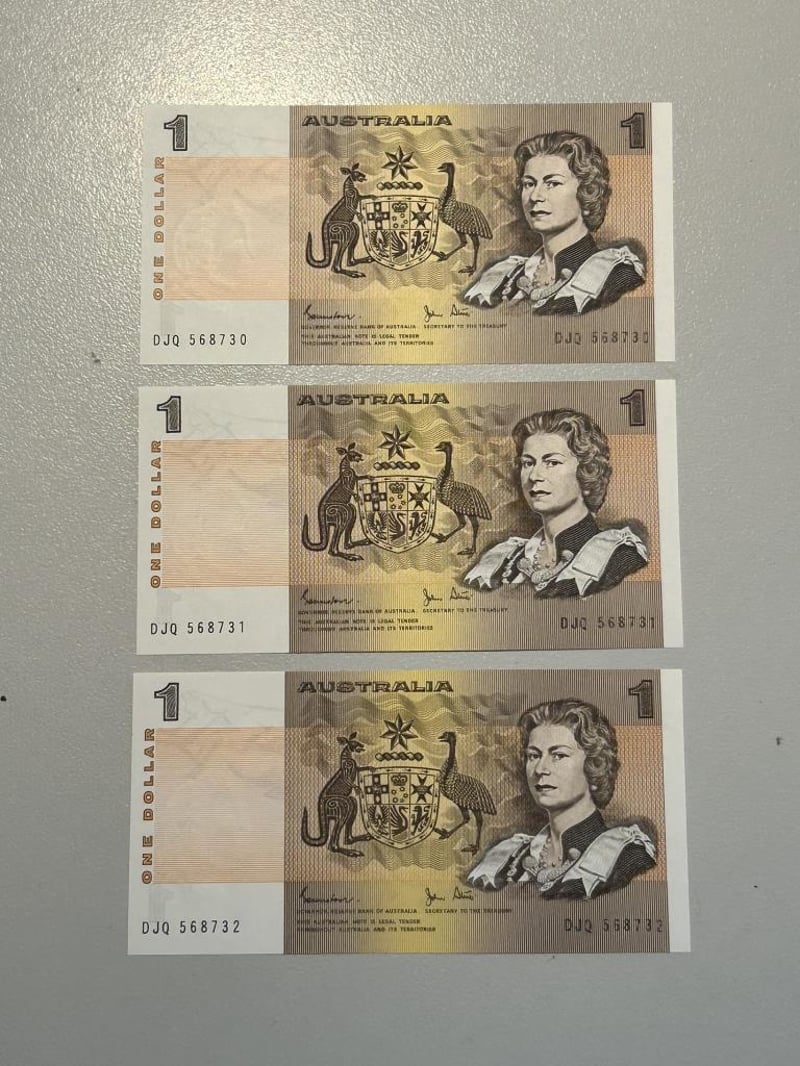 1 AUSTRALIA 1
ONE DOLLAR
GOVERNOR RESERVE BANK OF AUSTRALIA SECRETARY TO THE TREASURY
THIS AUSTRALIAN NOTE IS LEGAL TENDER
THROUGHOUT AUSTRALIA AND ITS TERRITORIES
DJQ 568730 DJQ 568730
1 AUSTRALIA 1
ONE DOLLAR
GOVERNOR RESERVE BANK OF AUSTRALIA SECRETARY TO THE TREASURY
THIS AUSTRALIAN NOTE IS LEGAL TENDER
THROUGHOUT AUSTRALIA AND ITS TERRITORIES
DJQ 568731 DJQ 568731
1 AUSTRALIA 1
ONE DOLLAR
GOVERNOR RESERVE BANK OF AUSTRALIA SECRETARY TO THE TREASURY
THIS AUSTRALIAN NOTE IS LEGAL TENDER
THROUGHOUT AUSTRALIA AND ITS TERRITORIES
DJQ 568732 DJQ 568732